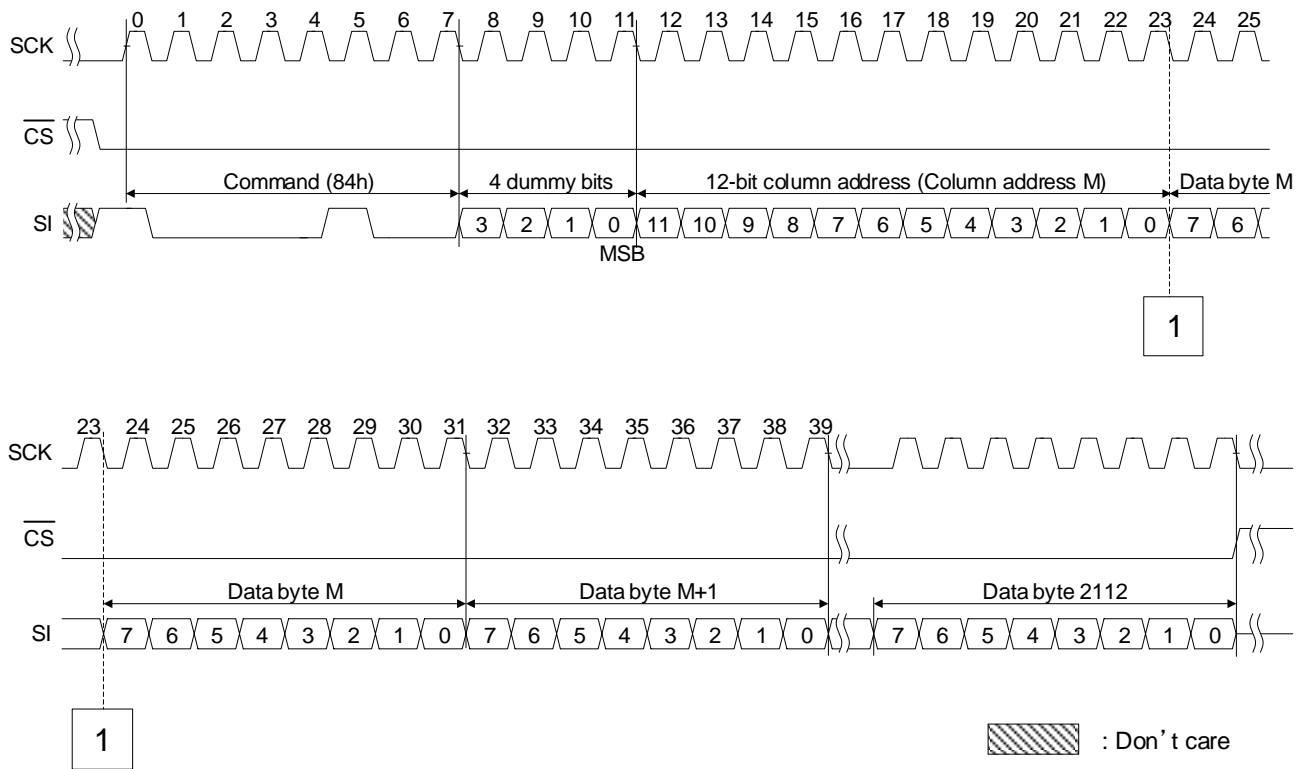 0 1 2 3 4 5 6 7 8 9 10 11 12 13 14 15 16 17 18 19 20 21 22 23 24 25
SCK
CS
Command (84h) 4 dummy bits 12-bit column address (Column address M) Data byte M
SI 3 2 1 0 11 10 9 8 7 6 5 4 3 2 1 0 7 6
MSB
1
23 24 25 26 27 28 29 30 31 32 33 34 35 36 37 38 39
SCK
CS
Data byte M Data byte M+1 Data byte 2112
SI 7 6 5 4 3 2 1 0 7 6 5 4 3 2 1 0 7 6 5 4 3 2 1 0
1
: Don’t care